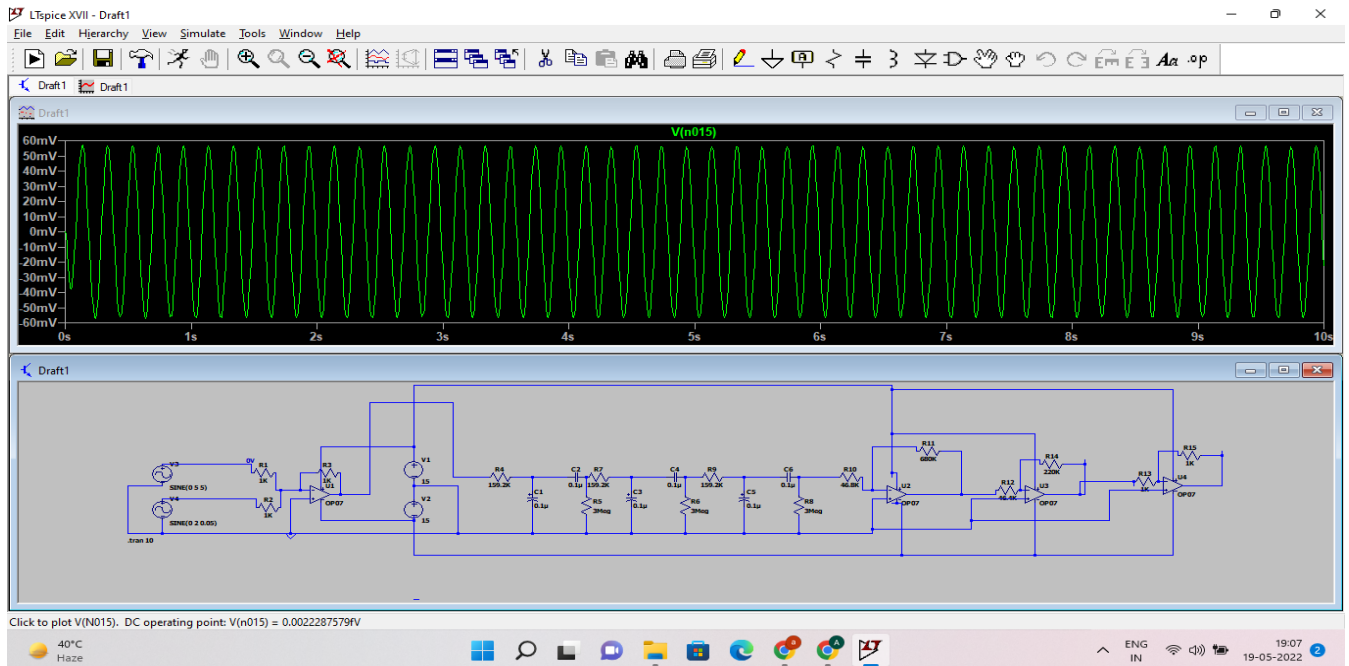 LTspice XVII - Draft1
File Edit Hierarchy View Simulate Tools Window Help
Aa .op
Draft1 Draft1
Draft1
V(n015)
60mV
50mV
40mV
30mV
20mV
10mV
0mV
-10mV
-20mV
-30mV
-40mV
-50mV
-60mV
0s 1s 2s 3s 4s 5s 6s 7s 8s 9s 10s
Draft1
V3
SINE(0 5 5)
V4
SINE(0 2 0.05)
.tran 10
0V
R1
1K
R2
1K
R3
1K
U1
OP07
V1
15
V2
15
R4
159.2K
C1
0.1µ
C2
0.1µ
R7
159.2K
R5
3Meg
C3
0.1µ
C4
0.1µ
R6
3Meg
R9
159.2K
C5
0.1µ
C6
0.1µ
R8
3Meg
R10
46.8K
R11
680K
U2
OP07
R12
R14
220K
U3
OP07
R13
1K
R15
1K
U4
OP07
Click to plot V(N015). DC operating point: V(n015) = 0.0022287579fV
40°C
Haze
ENG
IN
19:07
19-05-2022
2